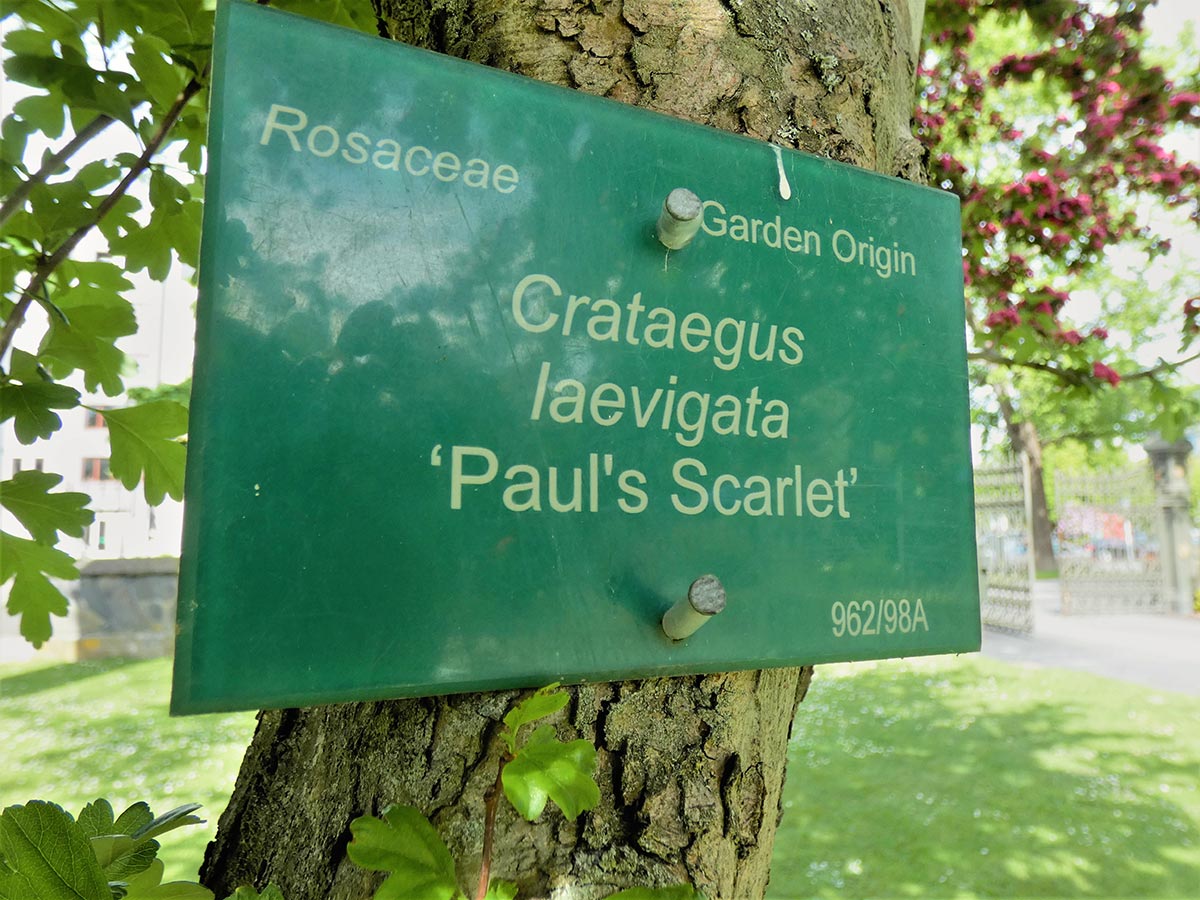 Rosaceae
Garden Origin
Crataegus
laevigata
‘Paul's Scarlet’
962/98A